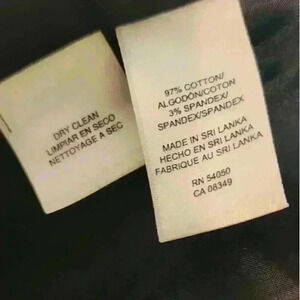 DRY CLEAN
LIMPIAR EN SECO
NETTOYAGE A SEC
97% COTTON/
ALGODÓN/COTON
3% SPANDEX/
SPANDEX/SPANDEX
MADE IN SRI LANKA
HECHO EN SRI LANKA
FABRIQUE AU SRI LANKA
RN 54050
CA 08349